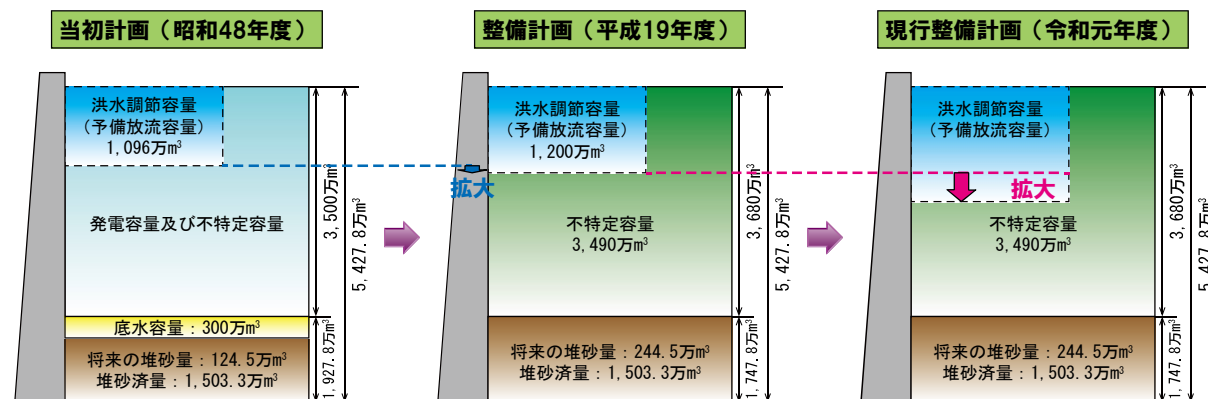 当初計画（昭和48年度）
洪水調節容量
（予備放流容量）
1,096万m³
発電容量及び不特定容量
底水容量：300万m³
将来の堆砂量：124.5万m³
堆砂済量：1,503.3万m³
3,500万m³
1,927.8万m³
5,427.8万m³
整備計画（平成19年度）
洪水調節容量
（予備放流容量）
1,200万m³
拡大
不特定容量
3,490万m³
将来の堆砂量：244.5万m³
堆砂済量：1,503.3万m³
3,680万m³
1,747.8万m³
5,427.8万m³
現行整備計画（令和元年度）
洪水調節容量
（予備放流容量）
拡大
不特定容量
3,490万m³
将来の堆砂量：244.5万m³
堆砂済量：1,503.3万m³
3,680万m³
1,747.8万m³
5,427.8万m³